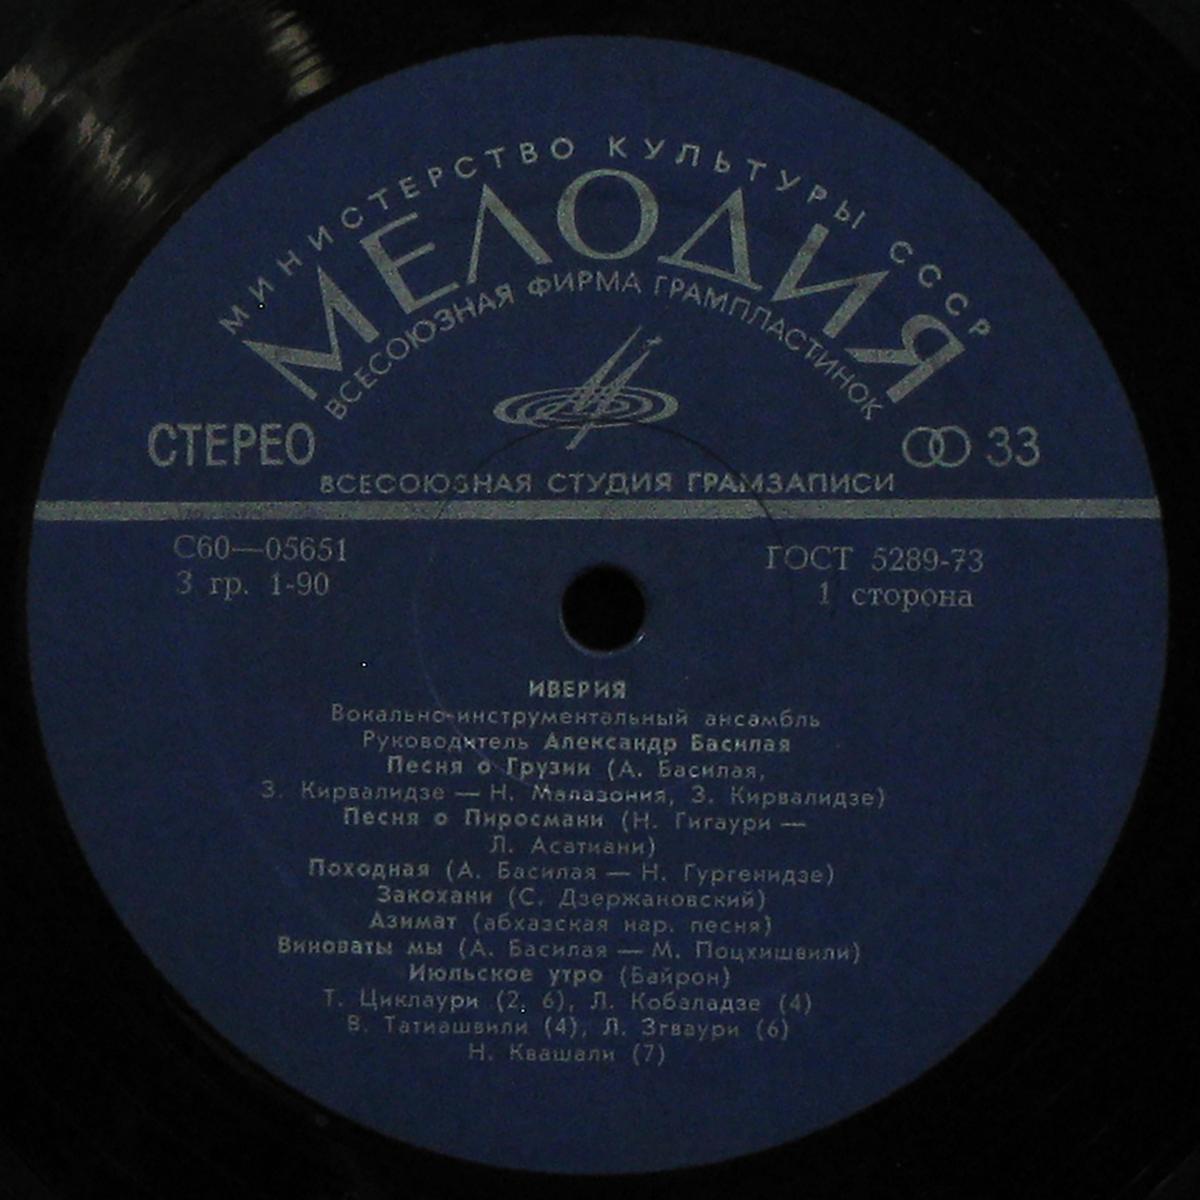 МИНИСТЕРСТВО КУЛЬТУРЫ СССР
МЕЛОДИЯ
ВСЕСОЮЗНАЯ ФИРМА ГРАМПЛАСТИНОК
СТЕРЕО
33
ВСЕСОЮЗНАЯ СТУДИЯ ГРАМЗАПИСИ
С60—05651
ГОСТ 5289-73
3 гр. 1-90
1 сторона
ИВЕРИЯ
Вокально-инструментальный ансамбль
Руководитель Александр Басилая
Песня о Грузии (А. Басилая,
З. Кирвалидзе — Н. Малазония, З. Кирвалидзе)
Песня о Пиросмани (Н. Гигаури —
Л. Асатиани)
Походная (А. Басилая — Н. Гургенидзе)
Закохани (С. Дзержановский)
Азимат (абхазская нар. песня)
Виноваты мы (А. Басилая — М. Поцхишвили)
Июльское утро (Байрон)
Т. Циклаури (2, 6), Л. Кобаладзе (4)
В. Татиашвили (4), Л. Згваури (6)
Н. Квашали (7)